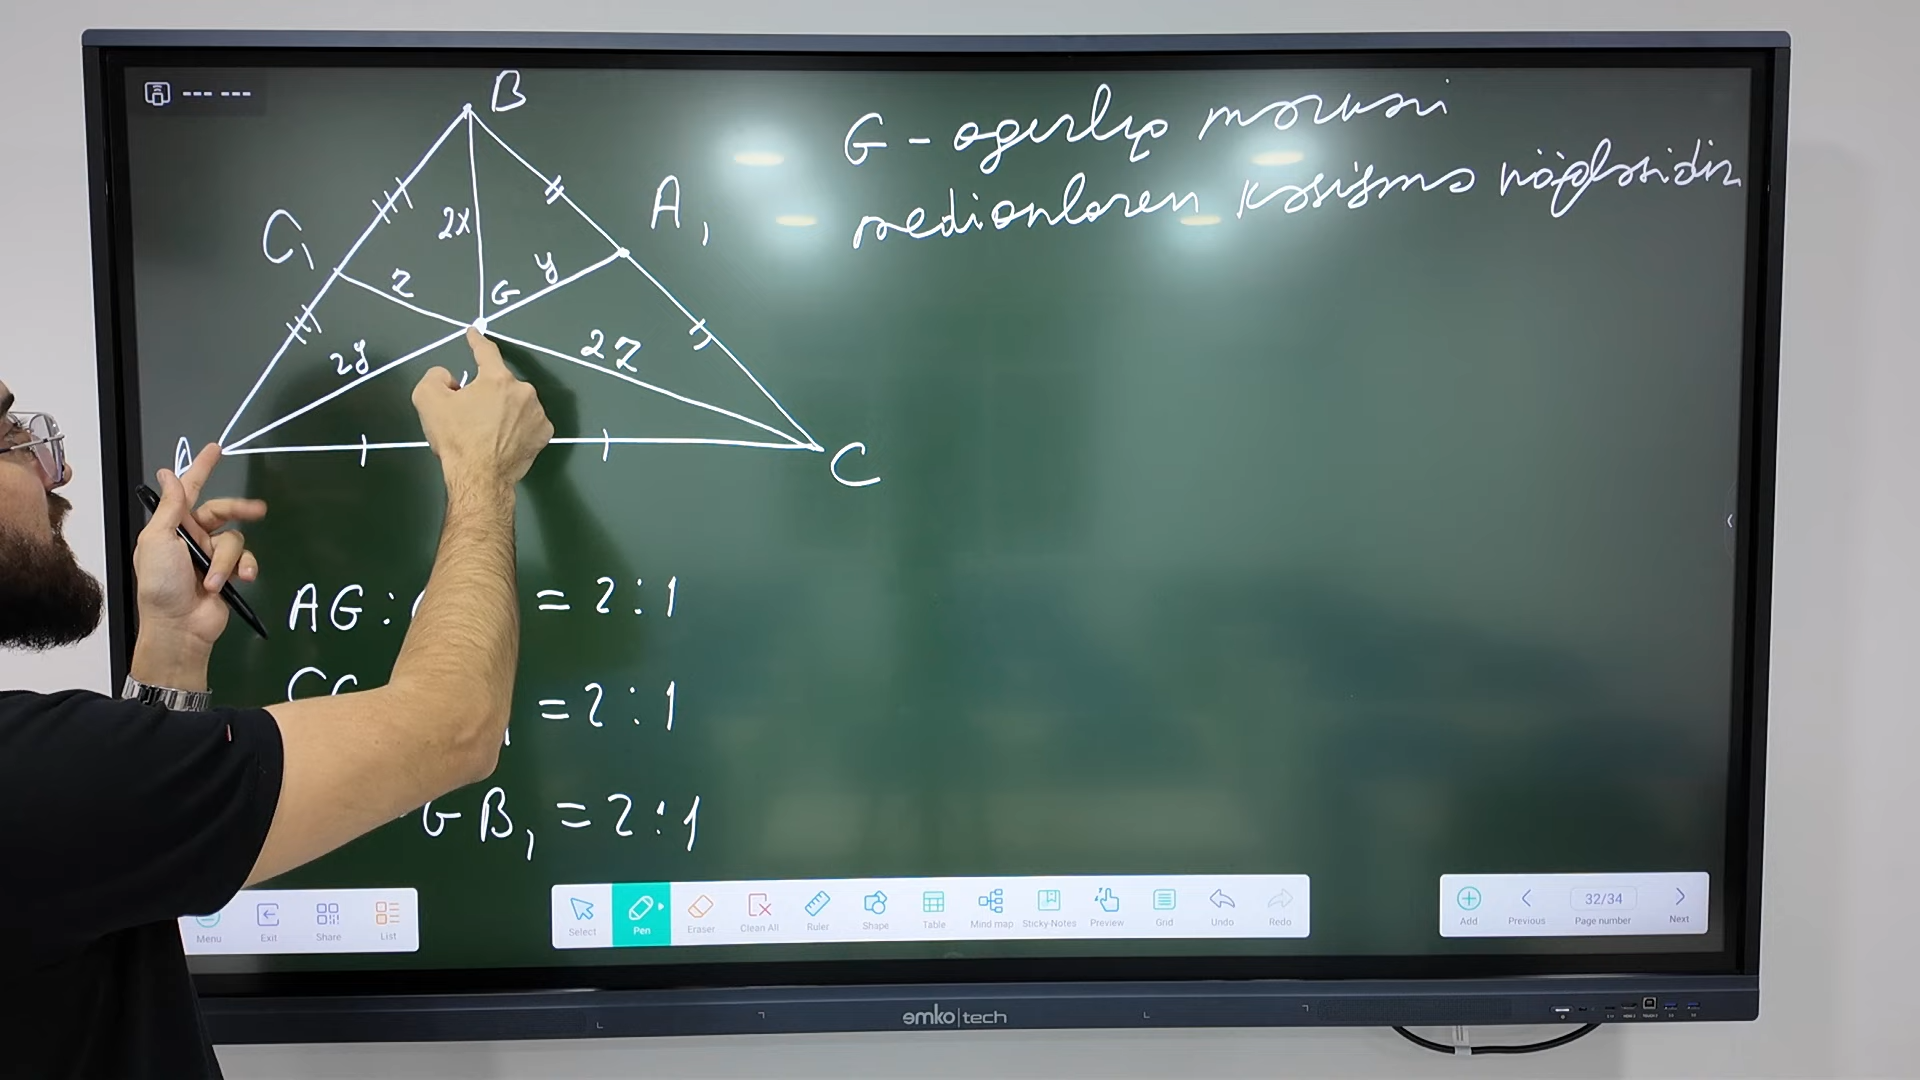 B
G - ağırlıq mərkəzi
medianların kəsişmə nöqtəsidir
A₁
C₁
2x
z
G
y
2y
2z
A
C
AG : = 2 : 1
CG = 2 : 1
GB₁ = 2 : 1
Menu
Exit
Share
List
Select
Pen
Eraser
Clean All
Ruler
Shape
Table
Mind map
Sticky-Notes
Preview
Grid
Undo
Redo
Add
Previous
32/34
Page number
Next
emko|tech